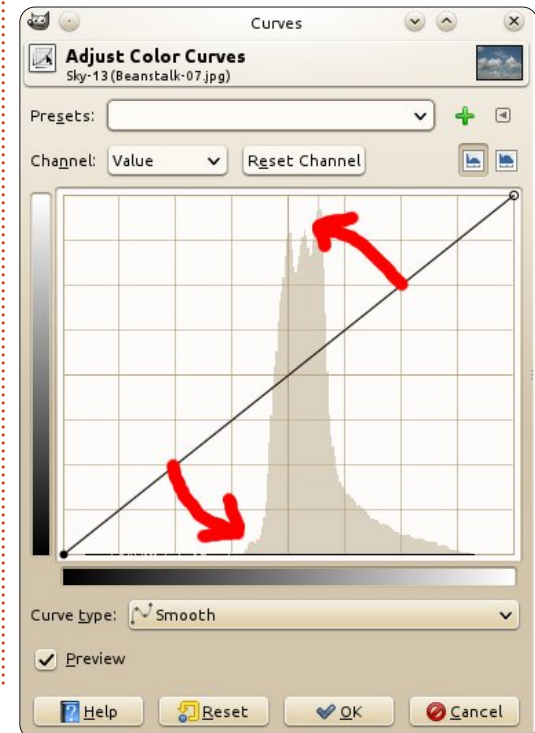 Curves
Adjust Color Curves
Sky-13 (Beanstalk-07.jpg)
Presets:
Channel: Value Reset Channel
Curve type: Smooth
Preview
Help Reset OK Cancel